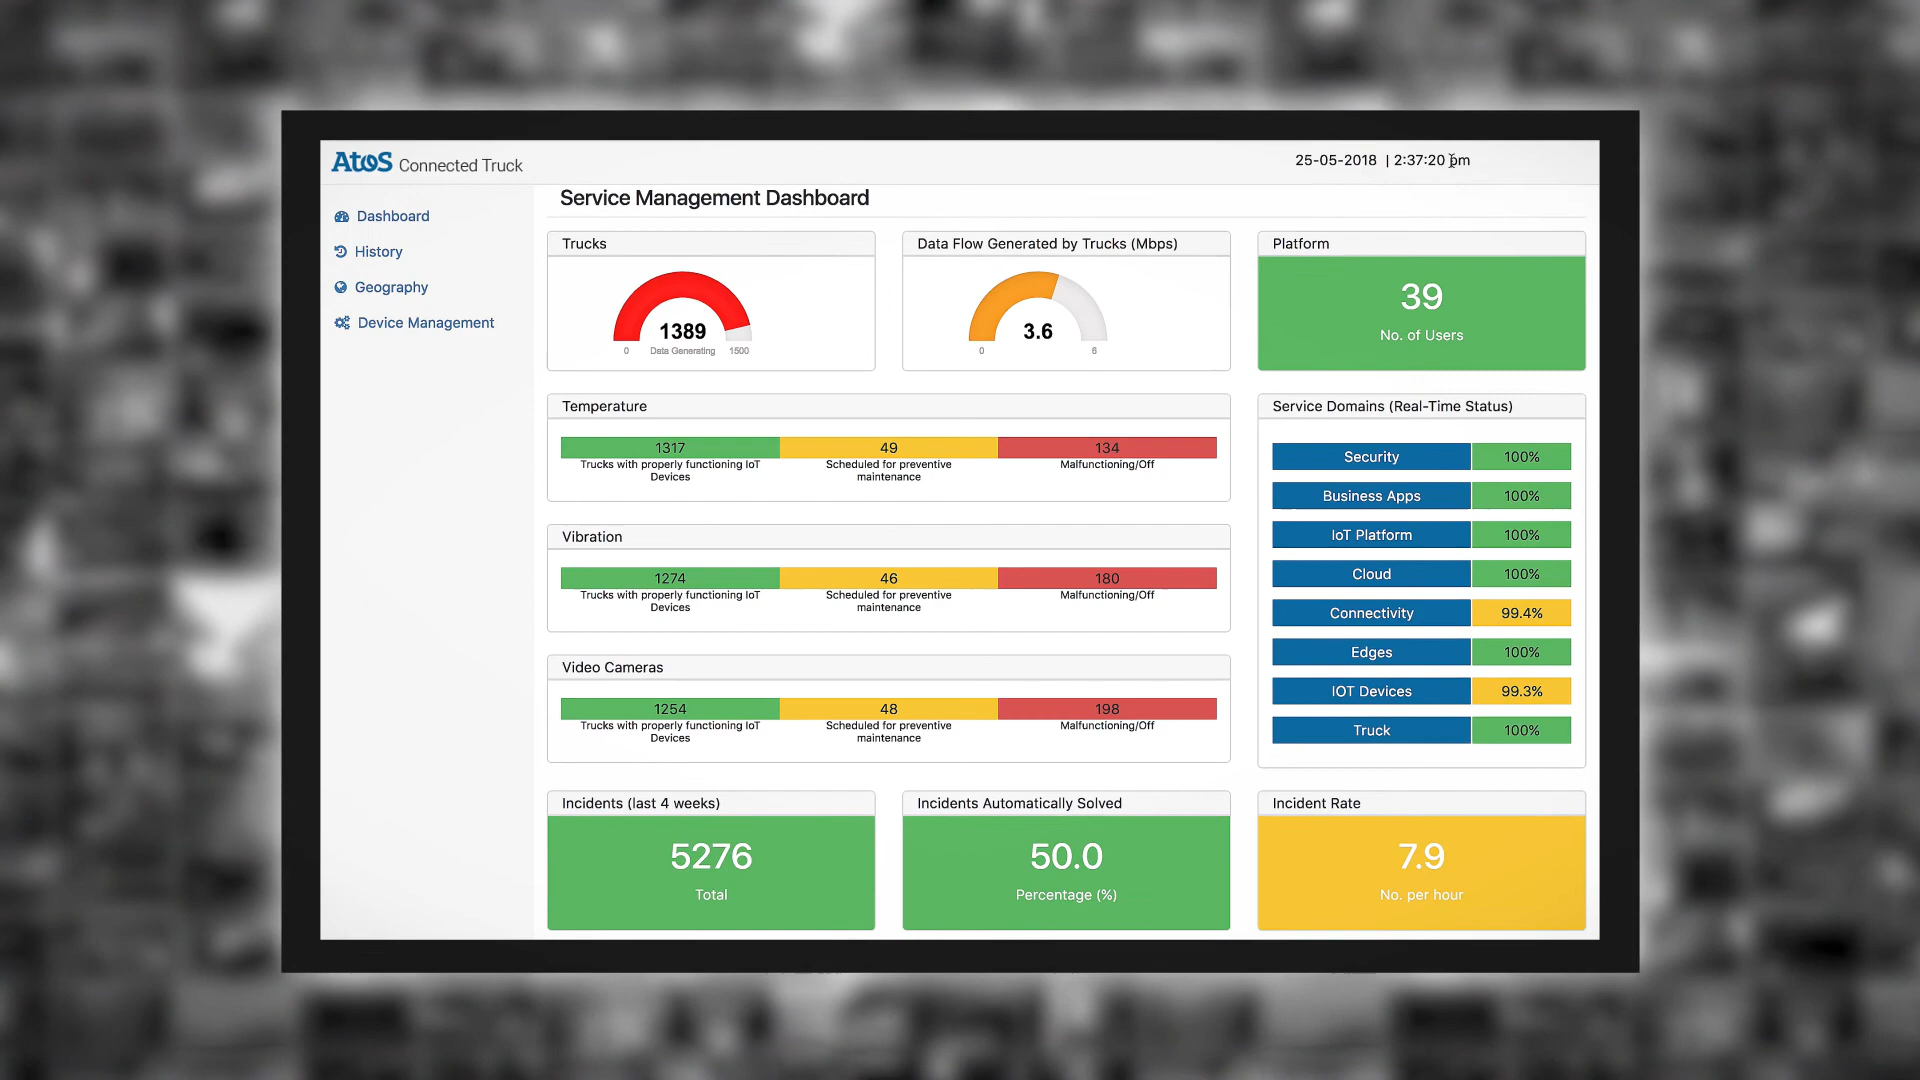 Atos Connected Truck
25-05-2018 | 2:37:20 pm
Dashboard
History
Geography
Device Management
Service Management Dashboard
Trucks
1389
0 Data Generating 1500
Data Flow Generated by Trucks (Mbps)
3.6
0 6
Platform
39
No. of Users
Temperature
1317 49 134
Trucks with properly functioning IoT Scheduled for preventive Malfunctioning/Off
Devices maintenance
Vibration
1274 46 180
Trucks with properly functioning IoT Scheduled for preventive Malfunctioning/Off
Devices maintenance
Video Cameras
1254 48 198
Trucks with properly functioning IoT Scheduled for preventive Malfunctioning/Off
Devices maintenance
Service Domains (Real-Time Status)
Security 100%
Business Apps 100%
IoT Platform 100%
Cloud 100%
Connectivity 99.4%
Edges 100%
IOT Devices 99.3%
Truck 100%
Incidents (last 4 weeks)
5276
Total
Incidents Automatically Solved
50.0
Percentage (%)
Incident Rate
7.9
No. per hour